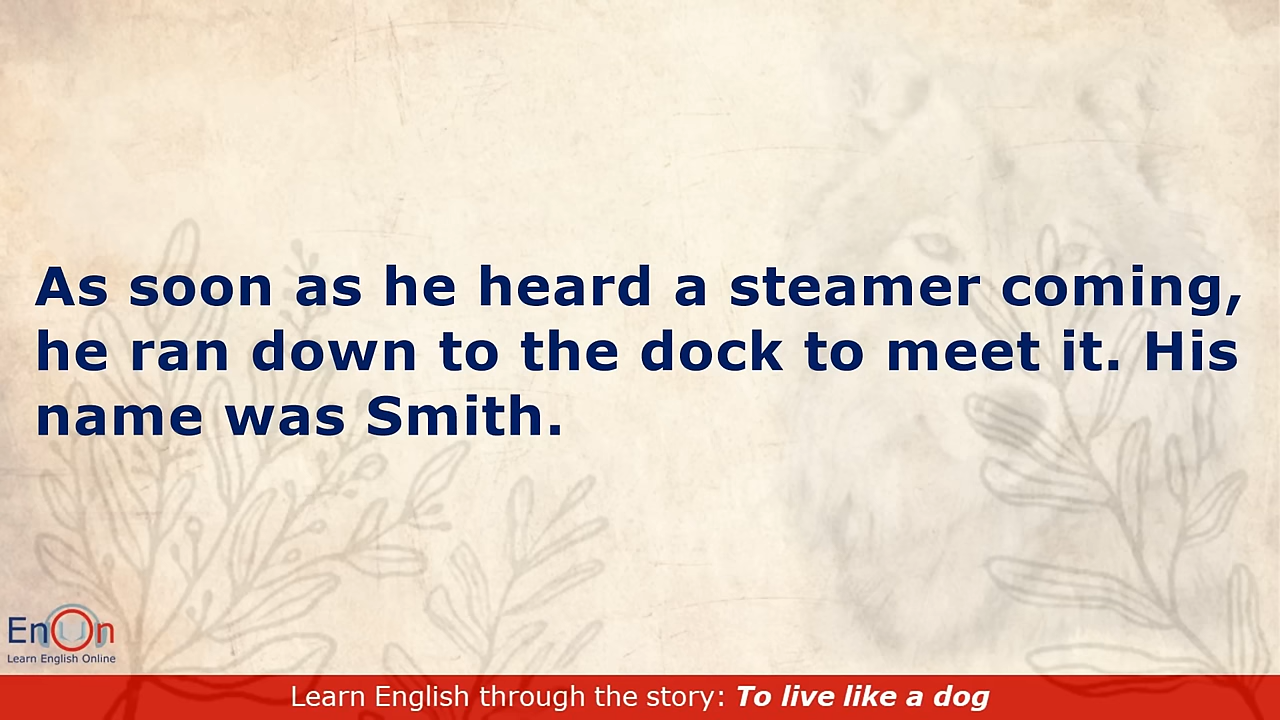 As soon as he heard a steamer coming,
he ran down to the dock to meet it. His
name was Smith.
EnOn
Learn English Online
Learn English through the story: To live like a dog